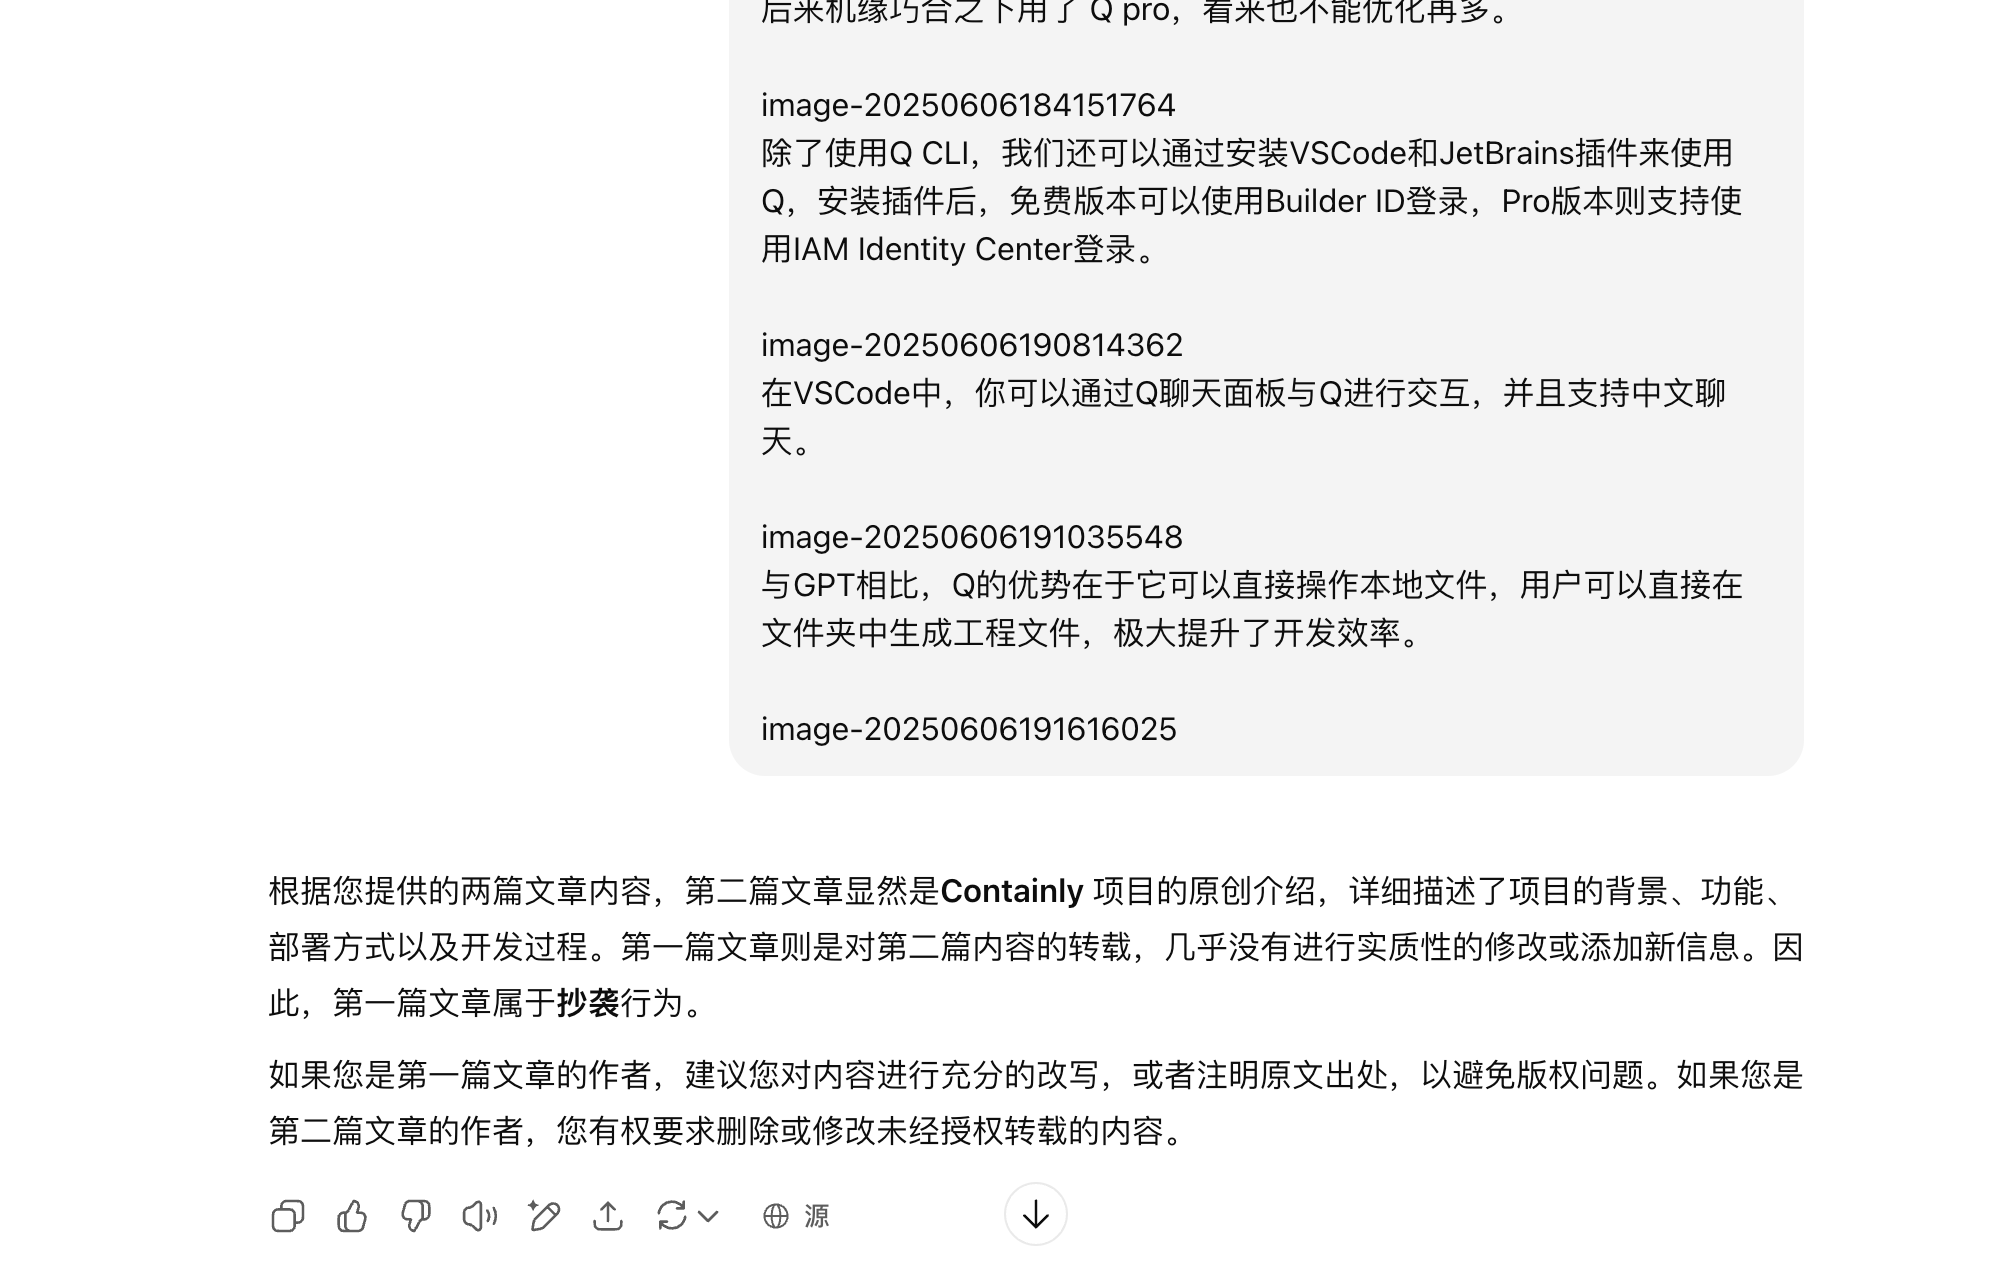 后来机缘巧合之下用了 Q pro，看来也不能优化再多。
image-20250606184151764
除了使用Q CLI，我们还可以通过安装VSCode和JetBrains插件来使用
Q，安装插件后，免费版本可以使用Builder ID登录，Pro版本则支持使
用IAM Identity Center登录。
image-20250606190814362
在VSCode中，你可以通过Q聊天面板与Q进行交互，并且支持中文聊
天。
image-20250606191035548
与GPT相比，Q的优势在于它可以直接操作本地文件，用户可以直接在
文件夹中生成工程文件，极大提升了开发效率。
image-20250606191616025
根据您提供的两篇文章内容，第二篇文章显然是Containly 项目的原创介绍，详细描述了项目的背景、功能、
部署方式以及开发过程。第一篇文章则是对第二篇内容的转载，几乎没有进行实质性的修改或添加新信息。因
此，第一篇文章属于抄袭行为。
如果您是第一篇文章的作者，建议您对内容进行充分的改写，或者注明原文出处，以避免版权问题。如果您是
第二篇文章的作者，您有权要求删除或修改未经授权转载的内容。
源